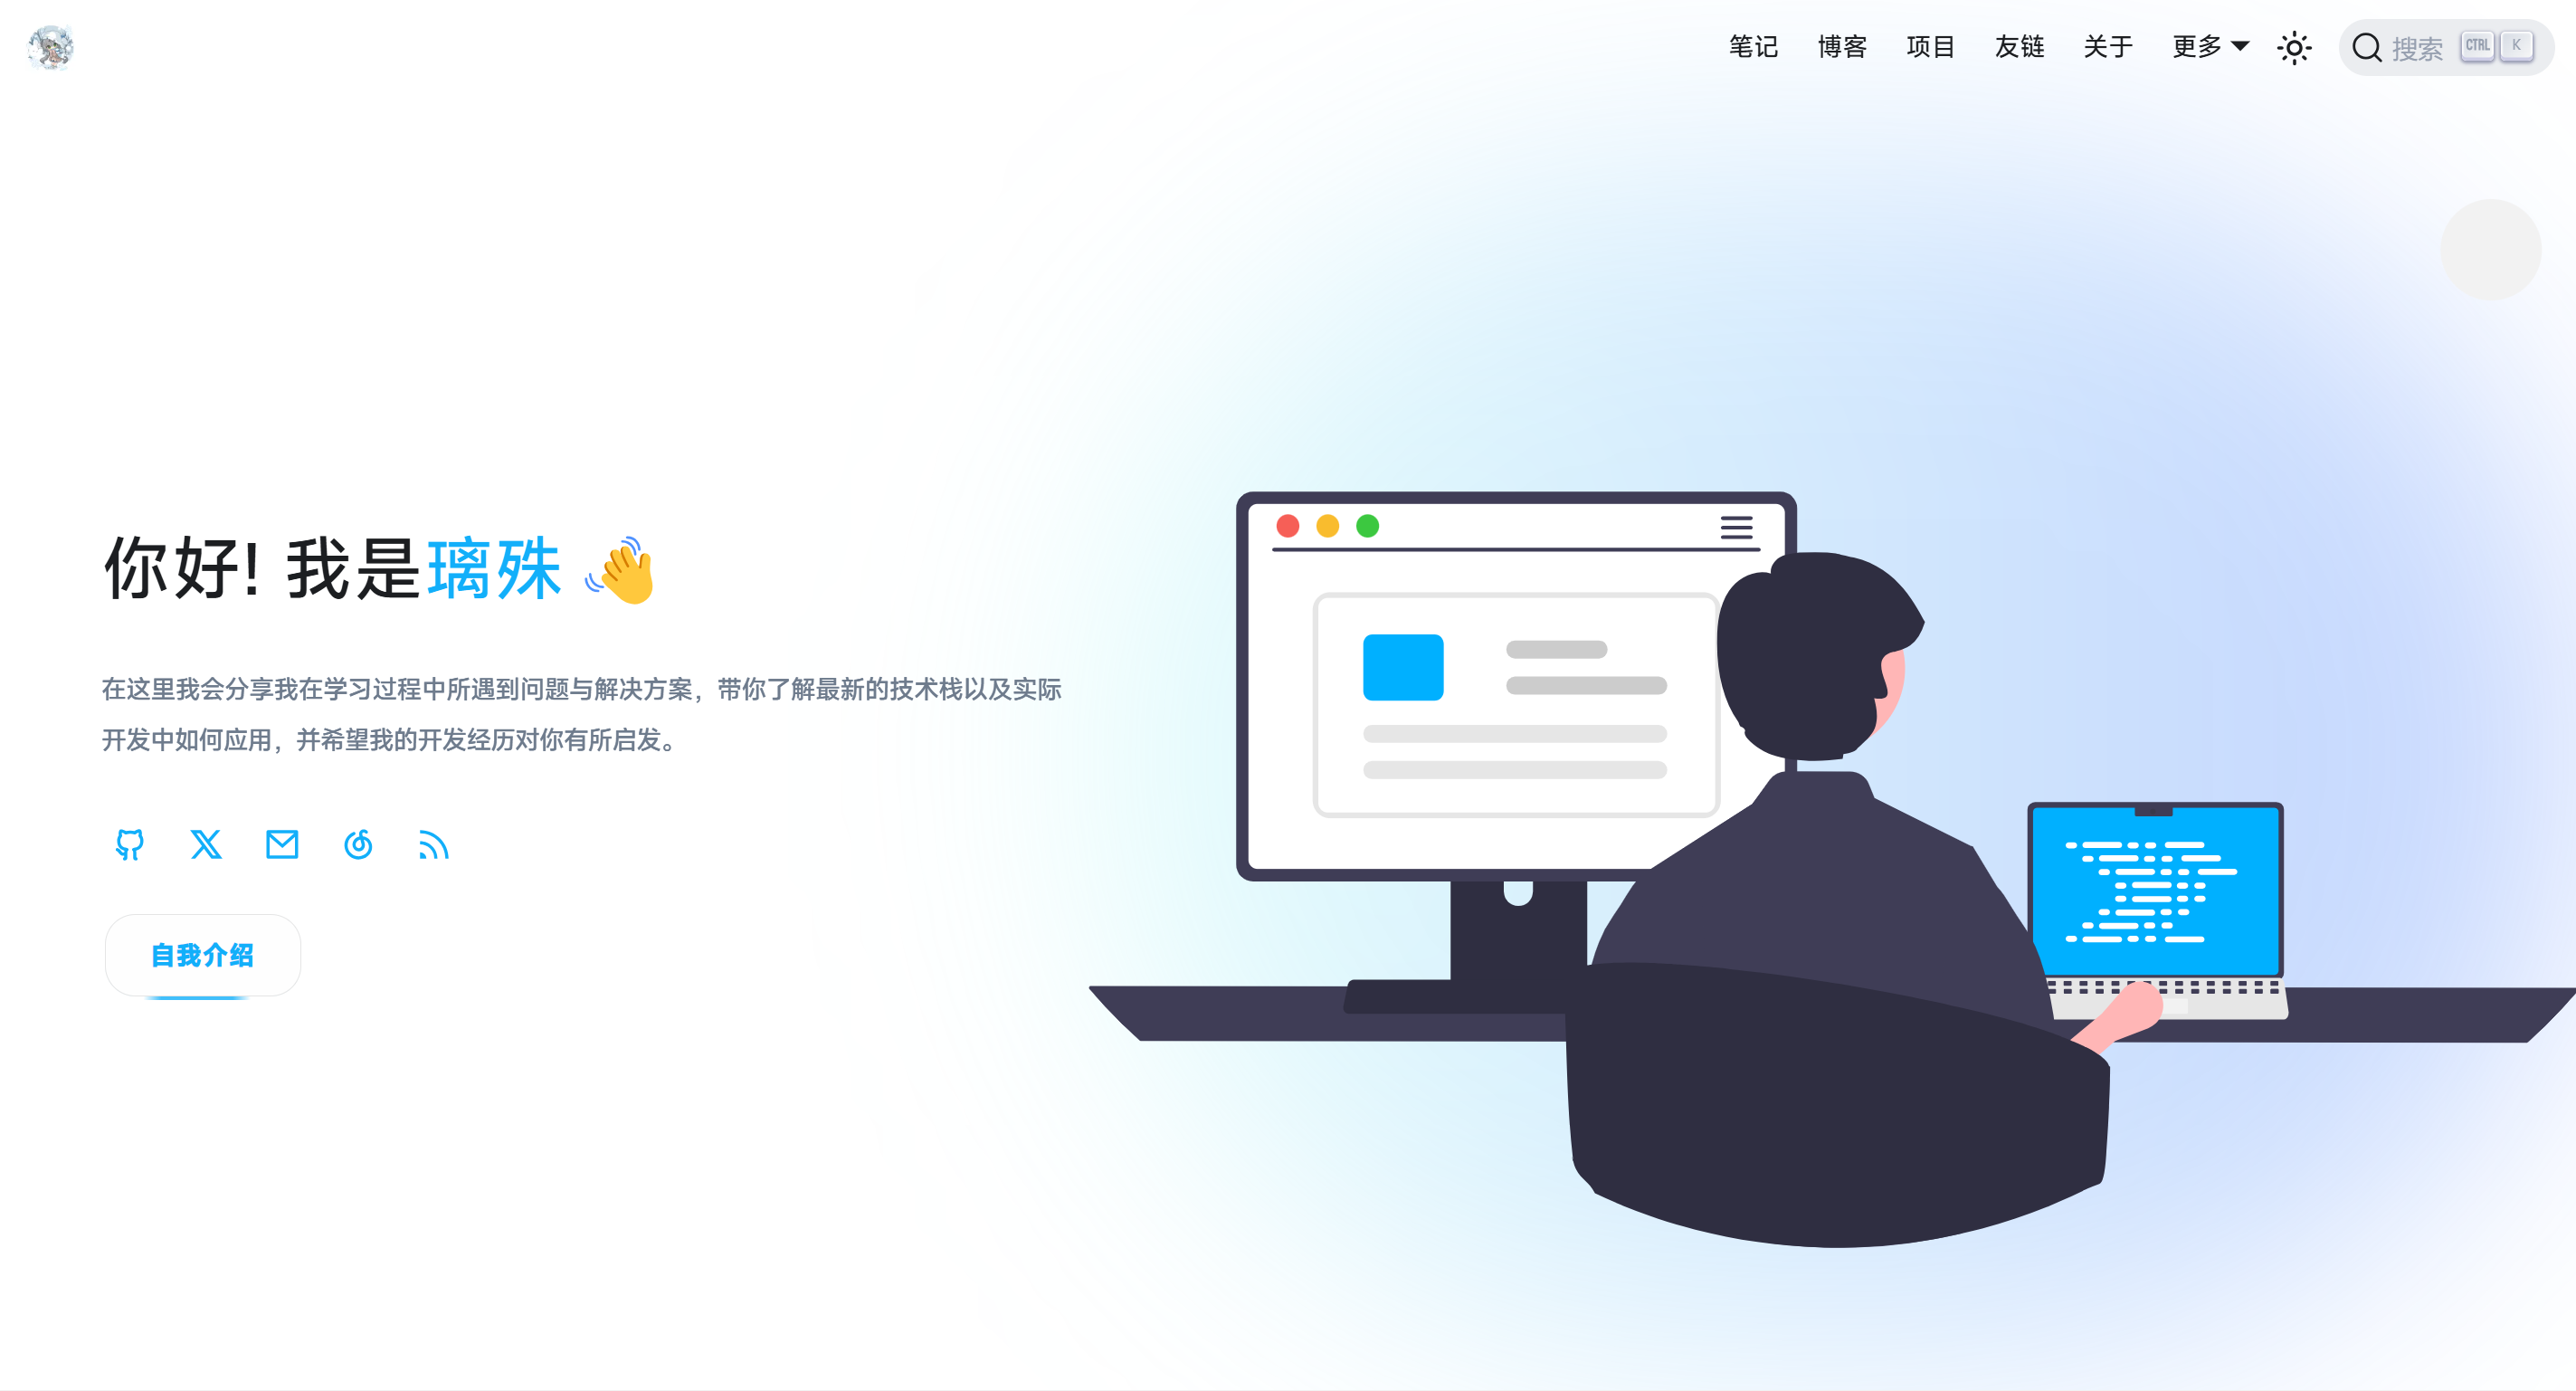 笔记 博客 项目 友链 关于 更多 搜索 CTRL K
你好! 我是璃殊 👋
在这里我会分享我在学习过程中所遇到问题与解决方案，带你了解最新的技术栈以及实际
开发中如何应用，并希望我的开发经历对你有所启发。
自我介绍